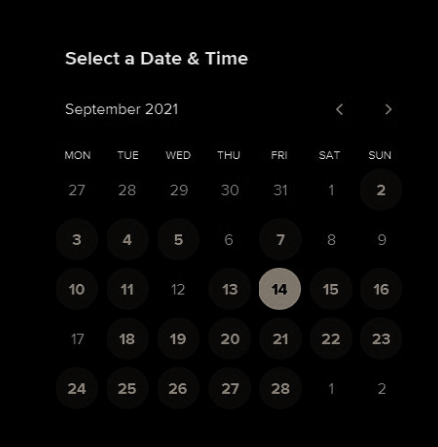 Select a Date & Time
September 2021
MON TUE WED THU FRI SAT SUN
27 28 29 30 31 1 2
3 4 5 6 7 8 9
10 11 12 13 14 15 16
17 18 19 20 21 22 23
24 25 26 27 28 1 2